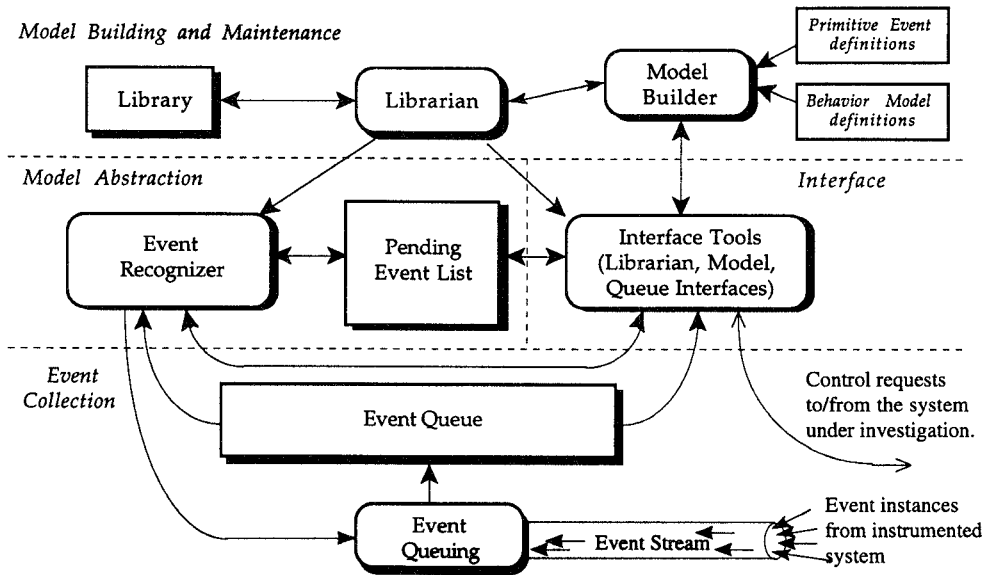 Model Building and Maintenance
Primitive Event
definitions
Library
Librarian
Model
Builder
Behavior Model
definitions
Model Abstraction
Interface
Event
Recognizer
Pending
Event List
Interface Tools
(Librarian, Model,
Queue Interfaces)
Event
Collection
Event Queue
Control requests
to/from the system
under investigation.
Event
Queuing
Event Stream
Event instances
from instrumented
system